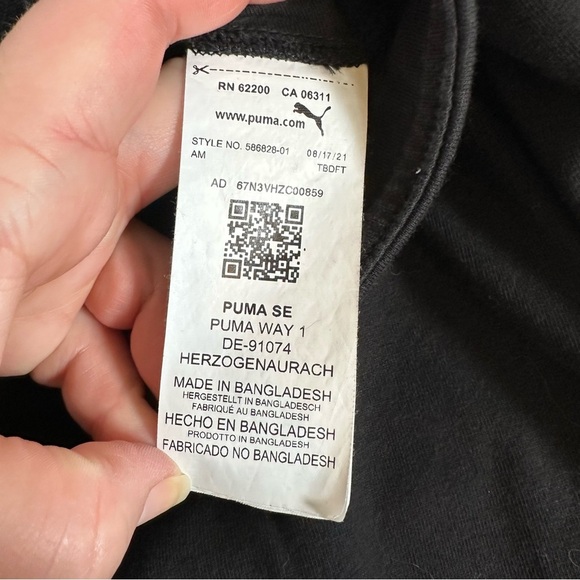 RN 62200 CA 06311
www.puma.com
STYLE NO. 586828-01 08/17/21
AM TBDFT
AD 67N3VHZC00859
PUMA SE
PUMA WAY 1
DE-91074
HERZOGENAURACH
MADE IN BANGLADESH
HERGESTELLT IN BANGLADESCH
FABRIQUÉ AU BANGLADESH
HECHO EN BANGLADESH
PRODOTTO IN BANGLADESH
FABRICADO NO BANGLADESH